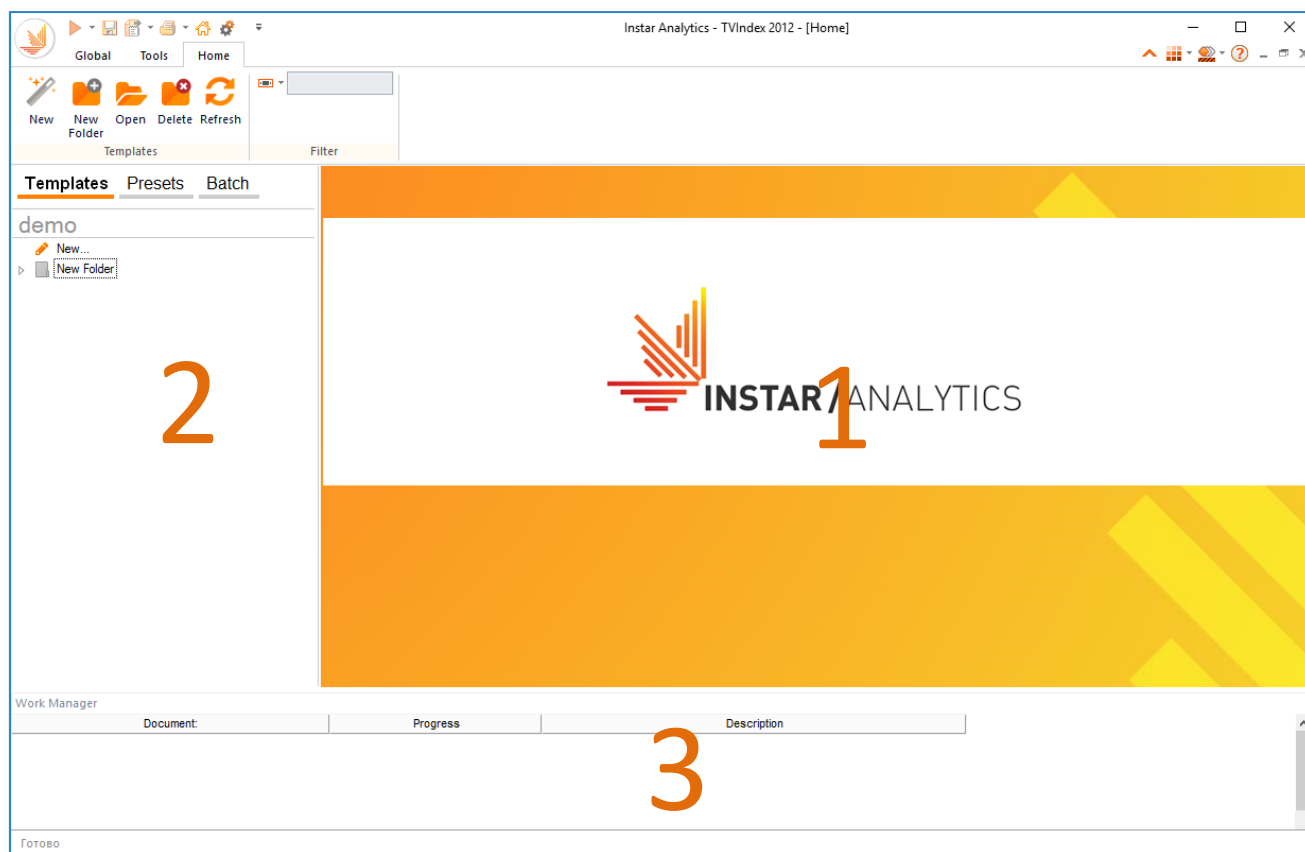 Instar Analytics - TVIndex 2012 - [Home]
Global Tools Home
New New Folder Open Delete Refresh
Templates Filter
Templates Presets Batch
demo
New...
New Folder
2
INSTAR/ANALYTICS
1
Work Manager
Document: Progress Description
3
Готово